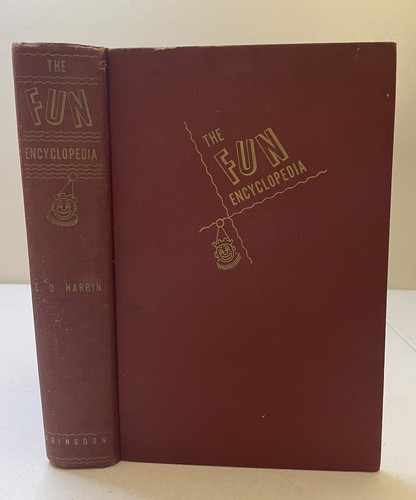 THE
FUN
ENCYCLOPEDIA
E. O. HARBIN
ABINGDON
THE
FUN
ENCYCLOPEDIA